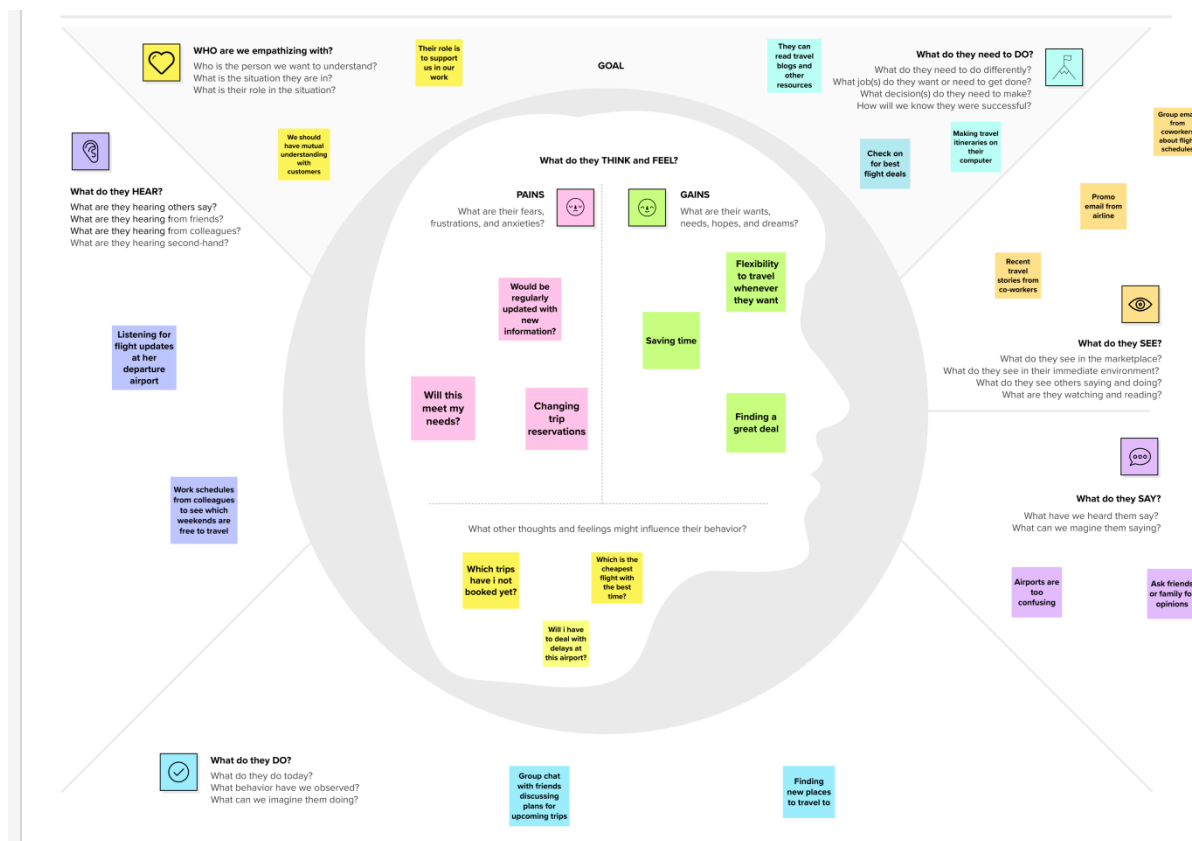 WHO are we empathizing with?
Who is the person we want to understand?
What is the situation they are in?
What is their role in the situation?
Their role is
to support
us in our
work
We should
have mutual
understanding
with
customers
GOAL
They can
read travel
blogs and
other
resources
What do they need to DO?
What do they need to do differently?
What job(s) do they want or need to get done?
What decision(s) do they need to make?
How will we know they were successful?
Check on
for best
flight deals
Making travel
itineraries on
their
computer
Group ema
from
coworkers
about fligh
schedules
Promo
email from
airline
Recent
travel
stories from
co-workers
What do they SEE?
What do they see in the marketplace?
What do they see in their immediate environment?
What do they see others saying and doing?
What are they watching and reading?
What do they HEAR?
What are they hearing others say?
What are they hearing from friends?
What are they hearing from colleagues?
What are they hearing second-hand?
Listening for
flight updates
at her
departure
airport
Work schedules
from colleagues
to see which
weekends are
free to travel
What do they THINK and FEEL?
PAINS
What are their fears,
frustrations, and anxieties?
Would be
regularly
updated with
new
information?
Will this
meet my
needs?
Changing
trip
reservations
GAINS
What are their wants,
needs, hopes, and dreams?
Flexibility
to travel
whenever
they want
Saving time
Finding a
great deal
What other thoughts and feelings might influence their behavior?
Which trips
have i not
booked yet?
Which is the
cheapest
flight with
the best
time?
Will i have
to deal with
delays at
this airport?
What do they SAY?
What have we heard them say?
What can we magine them saying?
Airports are
too
confusing
Ask friends
or family fo
opinions
What do they DO?
What do they do today?
What behavior have we observed?
What can we imagine them doing?
Group chat
with friends
discussing
plans for
upcoming trips
Finding
new places
to travel to